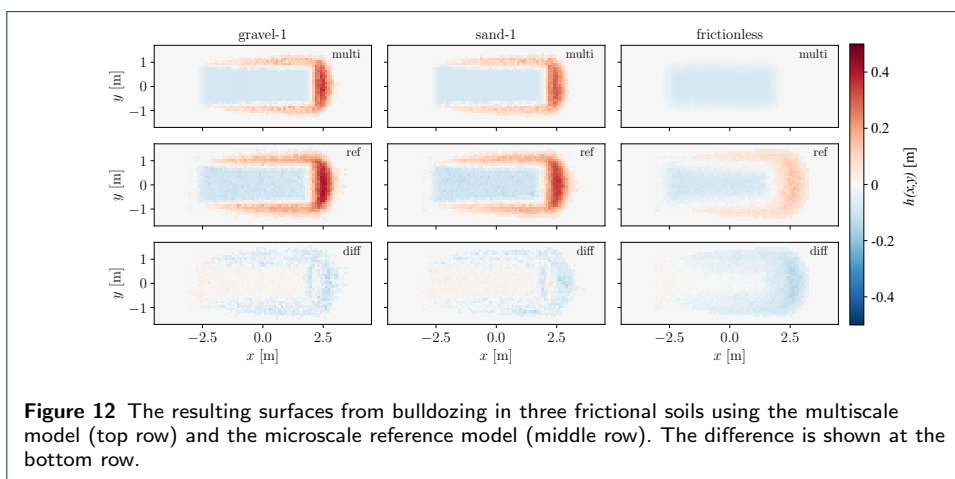 gravel-1 sand-1 frictionless
multi multi multi
y [m] 1 0 −1
ref ref ref
y [m] 1 0 −1
diff diff diff
y [m] 1 0 −1
−2.5 0.0 2.5 −2.5 0.0 2.5 −2.5 0.0 2.5
x [m] x [m] x [m]
0.4
0.2
0
-0.2
-0.4
h(x,y) [m]
Figure 12 The resulting surfaces from bulldozing in three frictional soils using the multiscale
model (top row) and the microscale reference model (middle row). The difference is shown at the
bottom row.